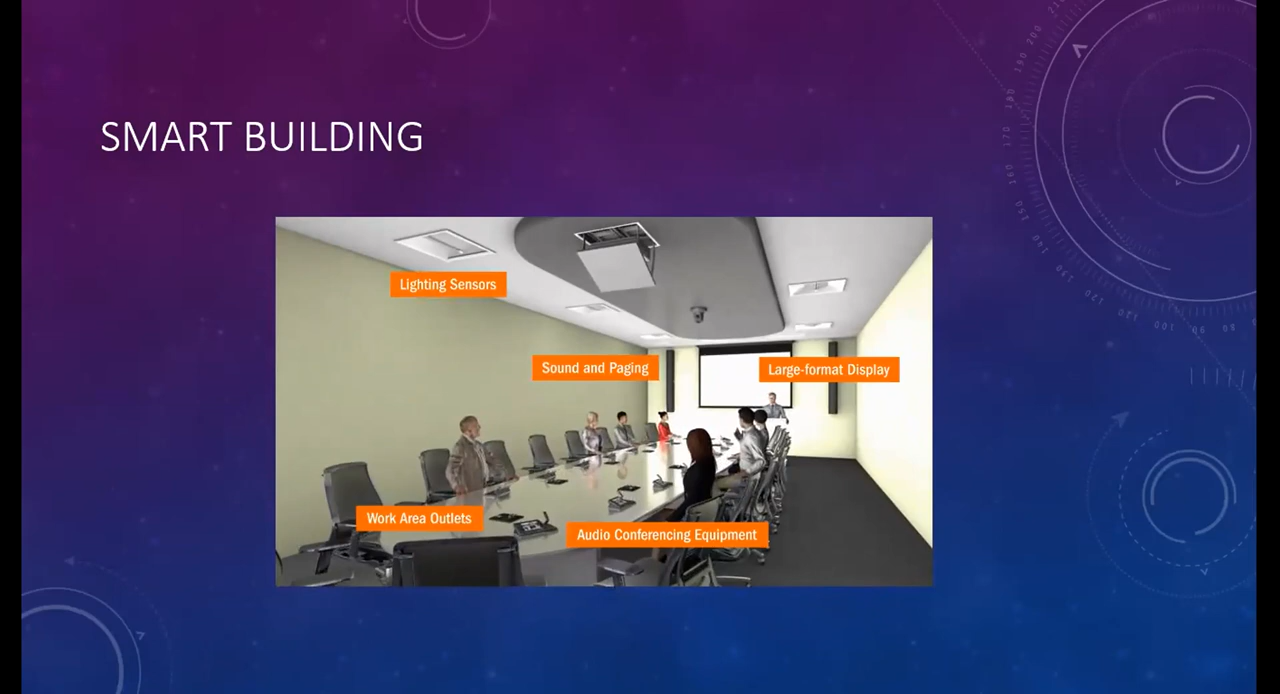 SMART BUILDING
Lighting Sensors
Sound and Paging
Large-format Display
Work Area Outlets
Audio Conferencing Equipment